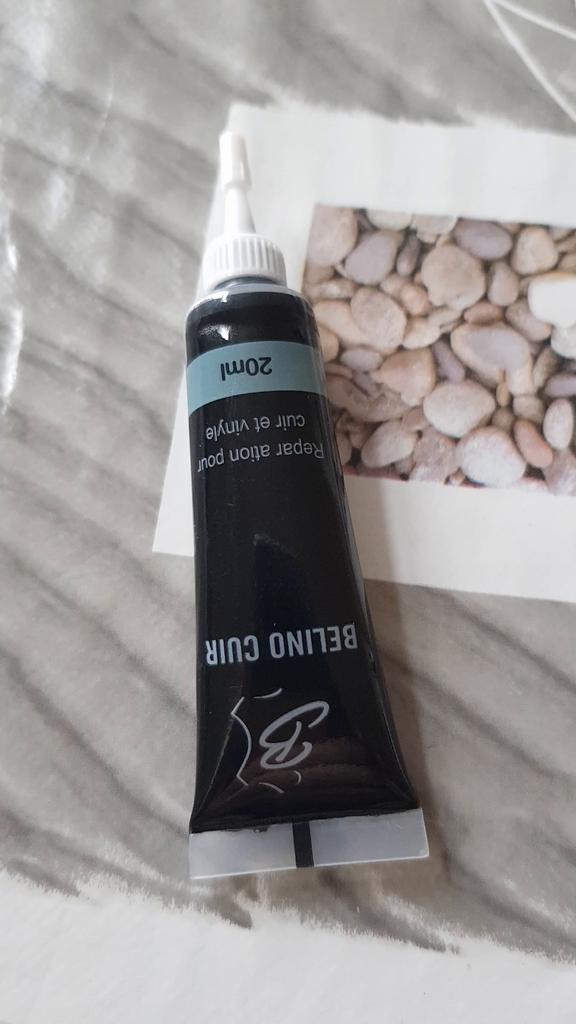 B
BELINO CUIR
Repar ation pour
cuir et vinyle
20ml